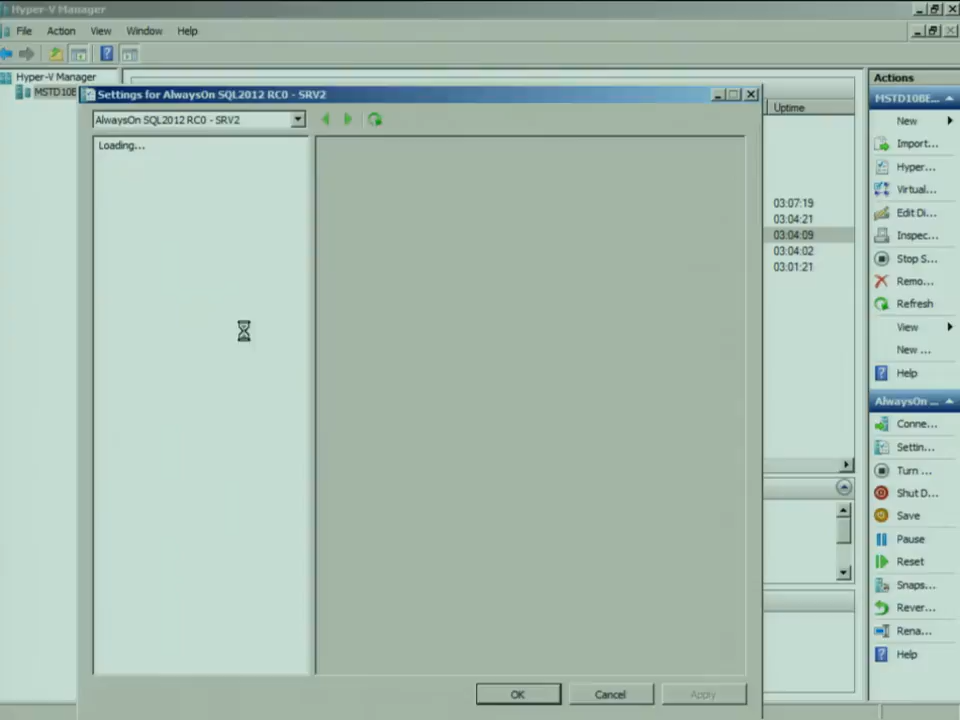 Hyper-V Manager
File Action View Window Help
Hyper-V Manager
MSTD10BE
Settings for AlwaysOn SQL2012 RC0 - SRV2
AlwaysOn SQL2012 RC0 - SRV2
Loading...
Uptime
03:07:19
03:04:21
03:04:09
03:04:02
03:01:21
OK Cancel Apply
Actions
MSTD10BE...
New
Import...
Hyper...
Virtual...
Edit Di...
Inspec...
Stop S...
Remo...
Refresh
View
New ...
Help
AlwaysOn ...
Conne...
Settin...
Turn ...
Shut D...
Save
Pause
Reset
Snaps...
Rever...
Rena...
Help